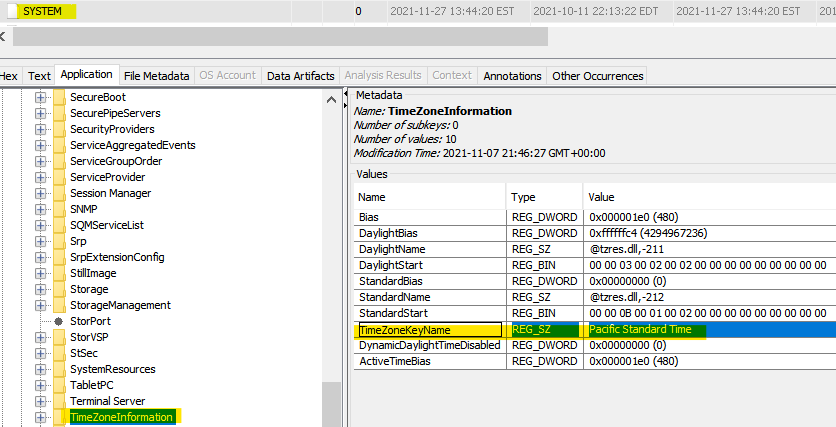 SYSTEM 0 2021-11-27 13:44:20 EST 2021-10-11 22:13:22 EDT 2021-11-27 13:44:20 EST 201
Hex Text Application File Metadata OS Account Data Artifacts Analysis Results Context Annotations Other Occurrences
SecureBoot
SecurePipeServers
SecurityProviders
ServiceAggregatedEvents
ServiceGroupOrder
ServiceProvider
Session Manager
SNMP
SQMServiceList
Srp
SrpExtensionConfig
StillImage
Storage
StorageManagement
StorPort
StorVSP
StSec
SystemResources
TabletPC
Terminal Server
TimeZoneInformation
Metadata
Name: TimeZoneInformation
Number of subkeys: 0
Number of values: 10
Modification Time: 2021-11-07 21:46:27 GMT+00:00
Values
Name Type Value
Bias REG_DWORD 0x000001e0 (480)
DaylightBias REG_DWORD 0xffffffc4 (4294967236)
DaylightName REG_SZ @tzres.dll,-211
DaylightStart REG_BIN 00 00 03 00 02 00 02 00 00 00 00 00 00 00 00 00
StandardBias REG_DWORD 0x00000000 (0)
StandardName REG_SZ @tzres.dll,-212
StandardStart REG_BIN 00 00 0B 00 01 00 02 00 00 00 00 00 00 00 00 00
TimeZoneKeyName REG_SZ Pacific Standard Time
DynamicDaylightTimeDisabled REG_DWORD 0x00000000 (0)
ActiveTimeBias REG_DWORD 0x000001e0 (480)